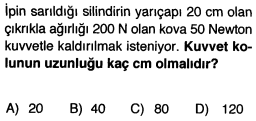 İpin sarıldığı silindirin yarıçapı 20 cm olan
çıkrıkla ağırlığı 200 N olan kova 50 Newton
kuvvetle kaldırılmak isteniyor. Kuvvet ko-
lunun uzunluğu kaç cm olmalıdır?
A) 20 B) 40 C) 80 D) 120